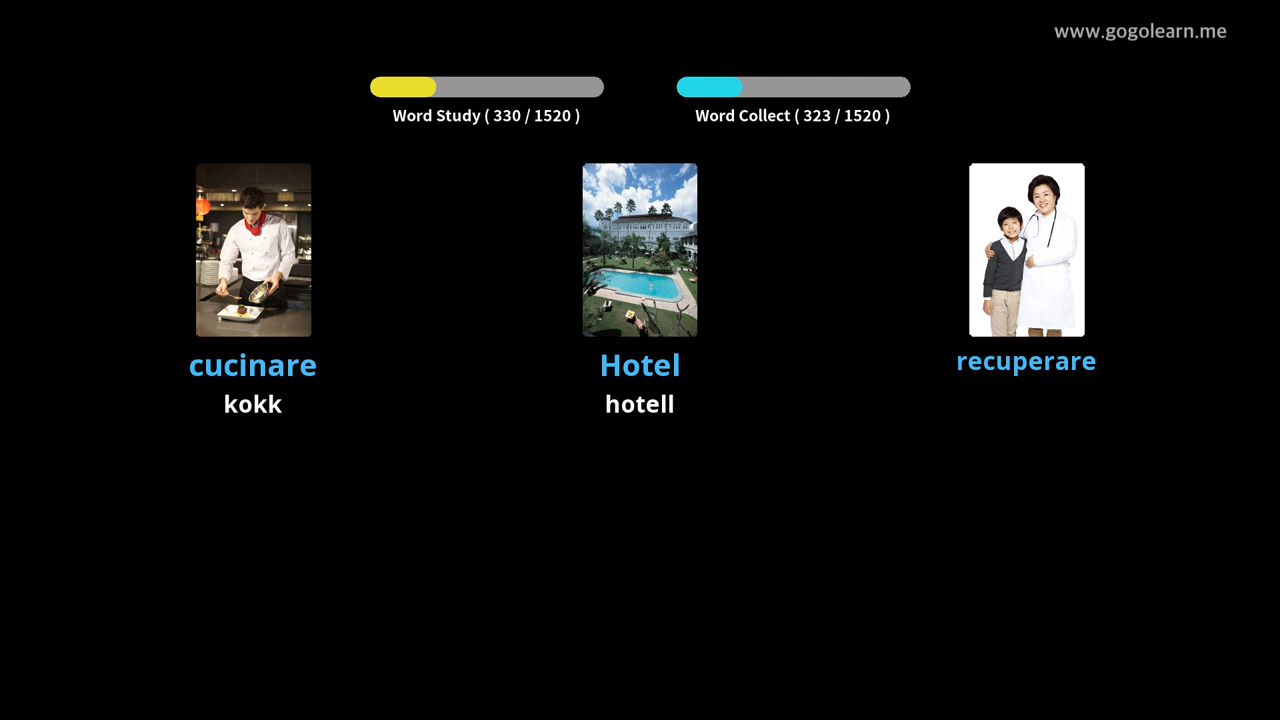 www.gogolearn.me
Word Study ( 330 / 1520 )
Word Collect ( 323 / 1520 )
cucinare
kokk
Hotel
hotell
recuperare